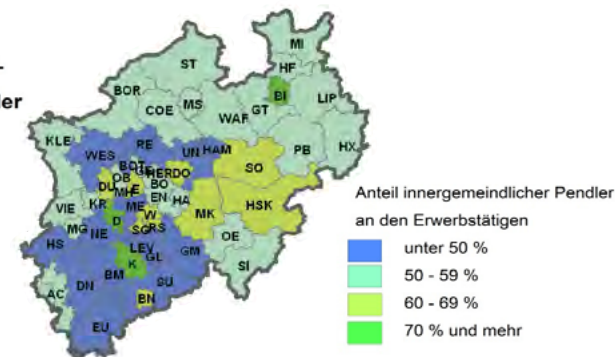 -
ler
MI
ST
HF
BOR
BI
LIP
COE
MS
GT
WAF
KLE
RE
PB
HX
WES
UN
HAM
BOT
GE
HER
DO
SO
OB
DU
MH
E
BO
EN
HA
HSK
VIE
KR
ME
W
MK
MG
D
SG
RS
OE
HS
NE
LEV
GL
GM
SI
K
BM
SU
AC
DN
BN
EU
Anteil innergemeindlicher Pendler
an den Erwerbstätigen
unter 50 %
50 - 59 %
60 - 69 %
70 % und mehr